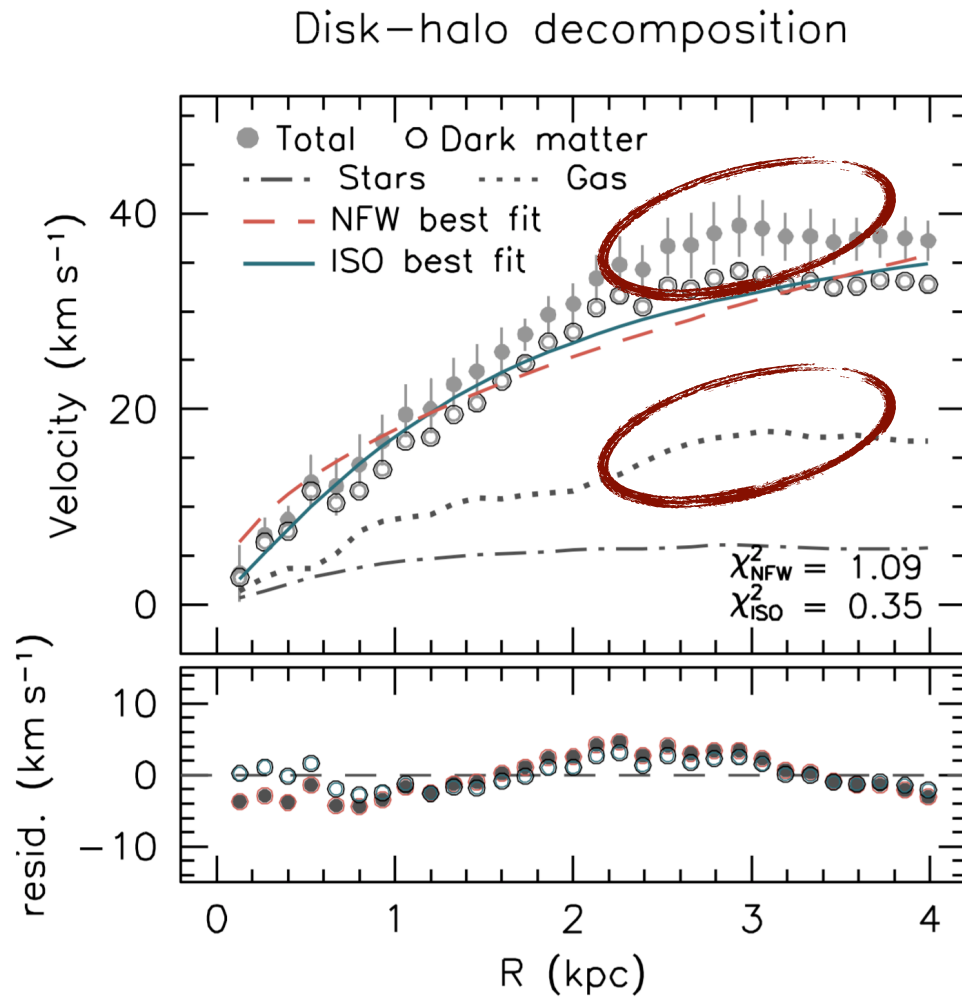 Disk-halo decomposition
Total Dark matter
Stars Gas
NFW best fit
ISO best fit
40
20
0
Velocity (km s⁻¹)
χ²NFW = 1.09
χ²ISO = 0.35
10
0
-10
resid. (km s⁻¹)
0 1 2 3 4
R (kpc)